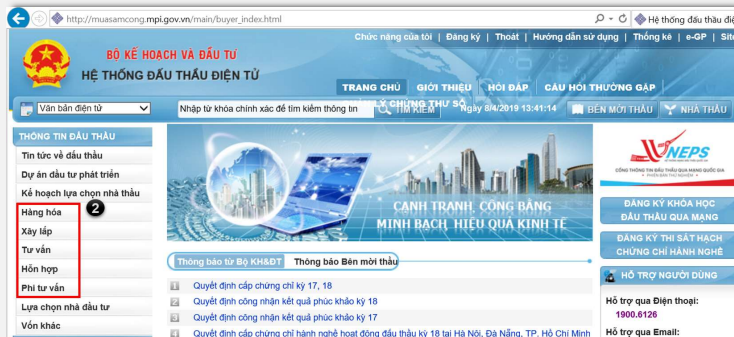 http://muasamcong.mpi.gov.vn/main/buyer_index.html
Hệ thống đấu thầu điệ
Chức năng của tôi | Đăng ký | Thoát | Hướng dẫn sử dụng | Thống kê | e-GP | Site
BỘ KẾ HOẠCH VÀ ĐẦU TƯ
HỆ THỐNG ĐẤU THẦU ĐIỆN TỬ
TRANG CHỦ GIỚI THIỆU HỎI ĐÁP CÂU HỎI THƯỜNG GẶP
CHỨNG THƯ SỐ
Văn bản điện tử
Nhập từ khóa chính xác để tìm kiếm thông tin
TÌM KIẾM
Ngày 8/4/2019 13:41:14
BÊN MỜI THẦU
NHÀ THẦU
THÔNG TIN ĐẤU THẦU
Tin tức về đấu thầu
Dự án đầu tư phát triển
Kế hoạch lựa chọn nhà thầu
Hàng hóa
2
Xây lắp
Tư vấn
Hỗn hợp
Phi tư vấn
Lựa chọn nhà đầu tư
Vốn khác
CẠNH TRANH, CÔNG BẰNG
MINH BẠCH, HIỆU QUẢ KINH TẾ
Thông báo từ Bộ KH&ĐT
Thông báo Bên mời thầu
1 Quyết định cấp chứng chỉ kỳ 17, 18
2 Quyết định công nhận kết quả phúc khảo kỳ 18
3 Quyết định công nhận kết quả phúc khảo kỳ 17
4 Quyết định cấp chứng chỉ hành nghề hoạt động đấu thầu kỳ 18 tại Hà Nội, Đà Nẵng, TP. Hồ Chí Minh
VNEPS
CỔNG THÔNG TIN ĐẤU THẦU QUA MẠNG QUỐC GIA
• PHIÊN BẢN THỬ NGHIỆM •
ĐĂNG KÝ KHÓA HỌC
ĐẤU THẦU QUA MẠNG
ĐĂNG KÝ THI SÁT HẠCH
CHỨNG CHỈ HÀNH NGHỀ
HỖ TRỢ NGƯỜI DÙNG
Hỗ trợ qua Điện thoại:
1900.6126
Hỗ trợ qua Email: